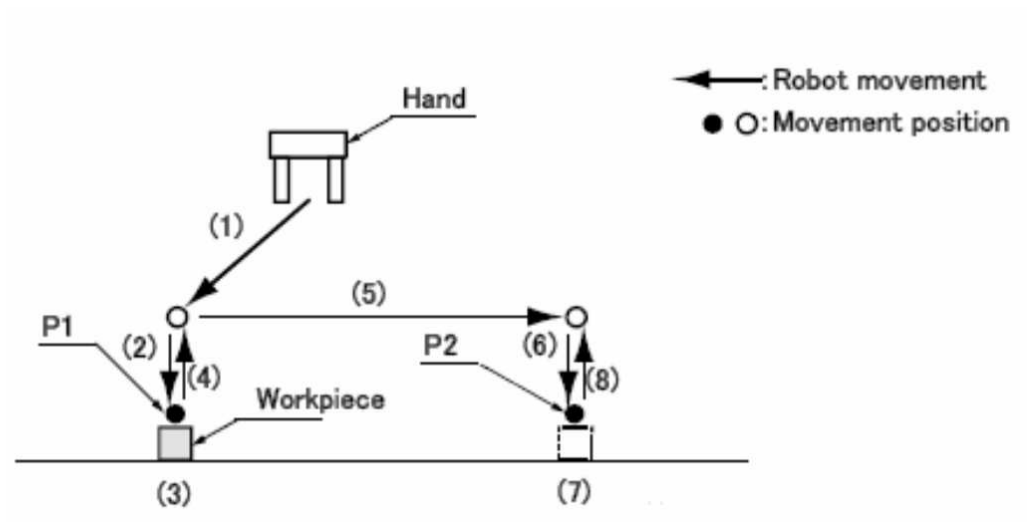 Hand
:Robot movement
:Movement position
(1)
(5)
P1
(2)
(4)
P2
(6)
(8)
Workpiece
(3)
(7)